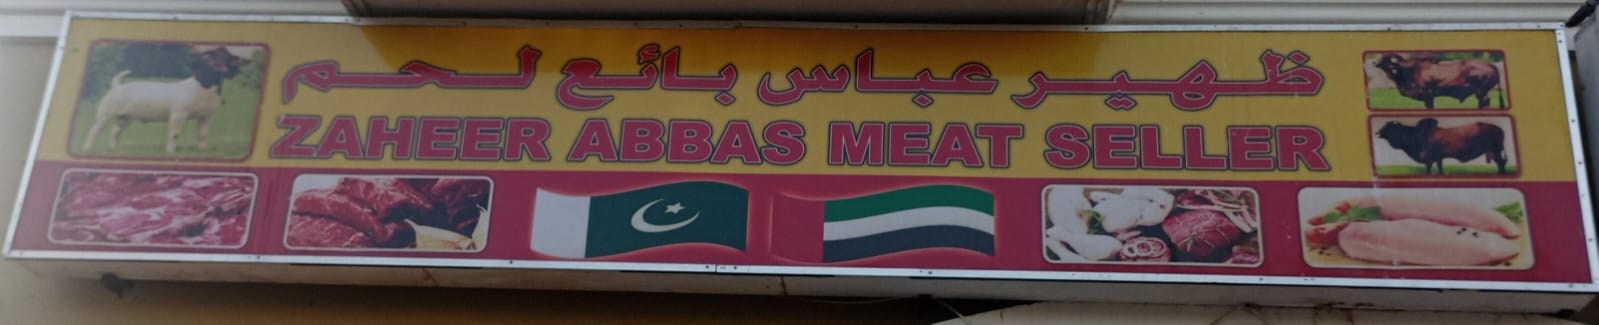 ظهير عباس بائع لحم
ZAHEER ABBAS MEAT SELLER